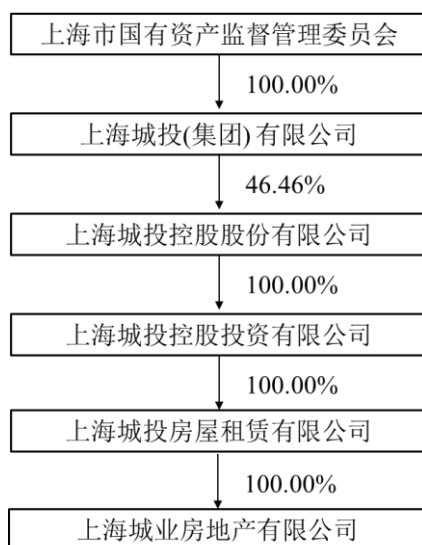 上海市国有资产监督管理委员会
100.00%
上海城投(集团)有限公司
46.46%
上海城投控股股份有限公司
100.00%
上海城投控股投资有限公司
100.00%
上海城投房屋租赁有限公司
100.00%
上海城业房地产有限公司